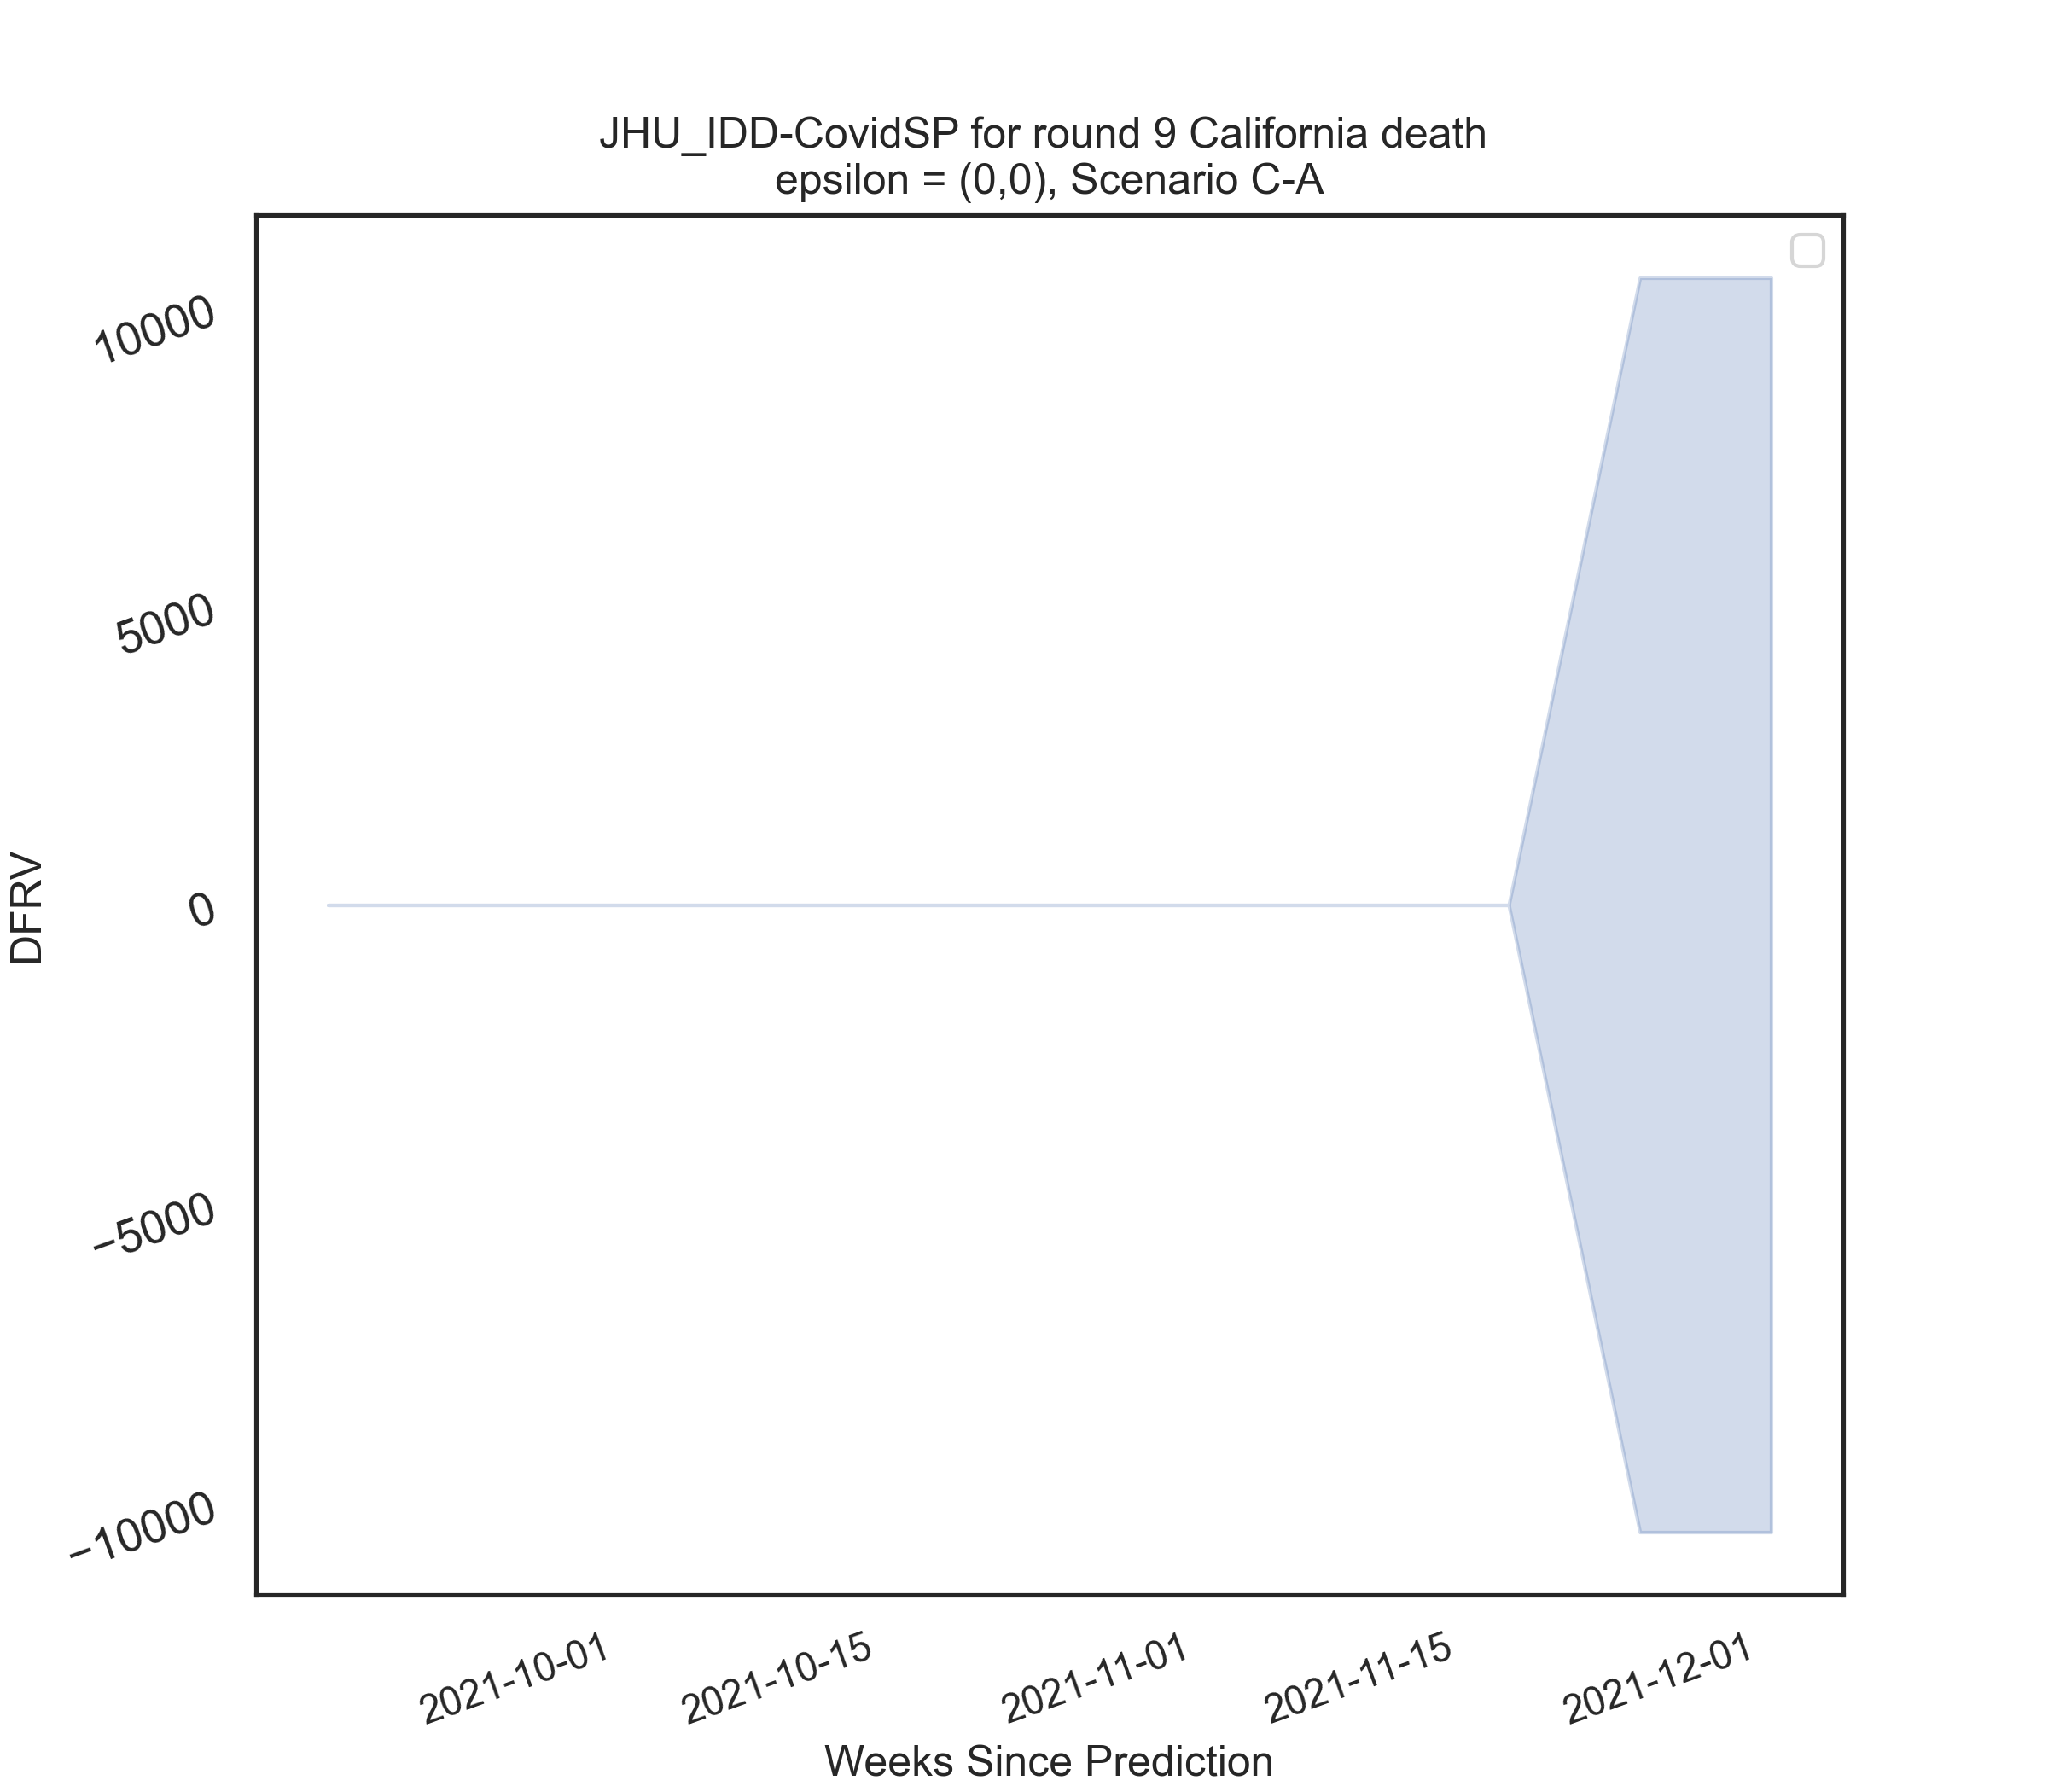 JHU_IDD-CovidSP for round 9 California death
epsilon = (0,0), Scenario C-A
10000
5000
0
−5000
−10000
DFRV
2021-10-01
2021-10-15
2021-11-01
2021-11-15
2021-12-01
Weeks Since Prediction